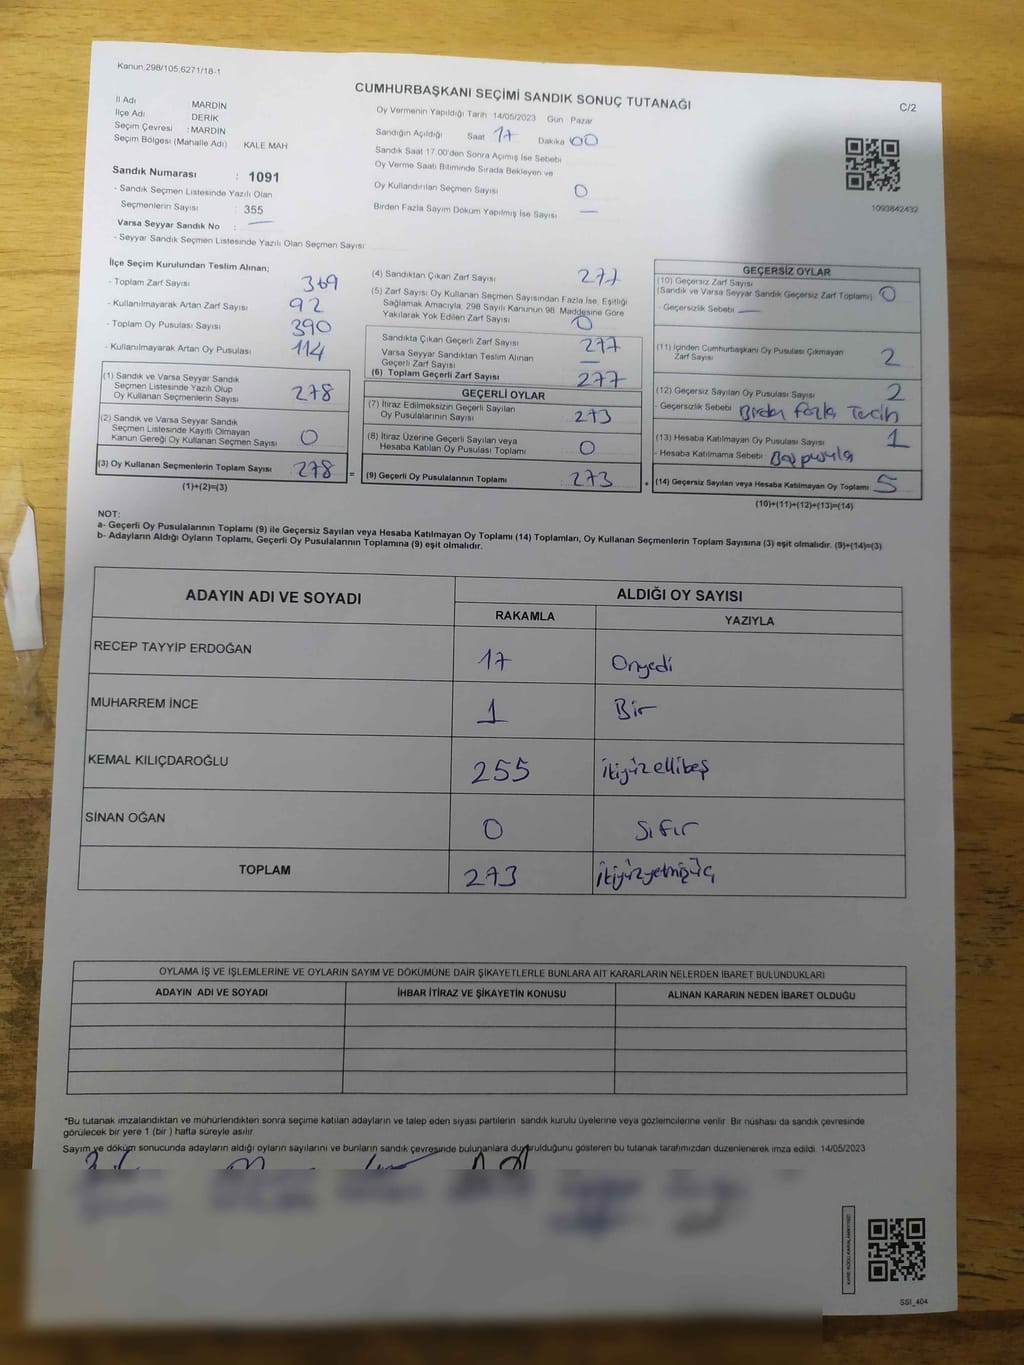 Kanun;298/105;6271/18-1
CUMHURBAŞKANI SEÇİMİ SANDIK SONUÇ TUTANAĞI
C/2
İl Adı MARDIN
İlçe Adı DERİK
Seçim Çevresi : MARDIN
Seçim Bölgesi (Mahalle Adı) KALE MAH
Sandık Numarası : 1091
- Sandık Seçmen Listesinde Yazılı Olan
Seçmenlerin Sayısı : 355
Varsa Seyyar Sandık No : —
- Seyyar Sandık Seçmen Listesinde Yazılı Olan Seçmen Sayısı
Oy Vermenin Yapıldığı Tarih 14/05/2023 Gün Pazar
Sandığın Açıldığı Saat 17 Dakika 00
Sandık Saat 17.00'den Sonra Açımış İse Sebebi
Oy Verme Saati Bitiminde Sırada Bekleyen ve
Oy Kullandırılan Seçmen Sayısı 0
Birden Fazla Sayım Döküm Yapılmış İse Sayısı —
1093842432
İlçe Seçim Kurulundan Teslim Alınan;
- Toplam Zarf Sayısı 369
- Kullanılmayarak Artan Zarf Sayısı 92
- Toplam Oy Pusulası Sayısı 390
- Kullanılmayarak Artan Oy Pusulası 114
(1) Sandık ve Varsa Seyyar Sandık
Seçmen Listesinde Yazılı Olup
Oy Kullanan Seçmenlerin Sayısı 278
(2) Sandık ve Varsa Seyyar Sandık
Seçmen Listesinde Kayıtlı Olmayan
Kanun Gereği Oy Kullanan Seçmen Sayısı 0
(3) Oy Kullanan Seçmenlerin Toplam Sayısı 278 =
(1)+(2)=(3)
(4) Sandıktan Çıkan Zarf Sayısı 277
(5) Zarf Sayısı Oy Kullanan Seçmen Sayısından Fazla İse, Eşitliği
Sağlamak Amacıyla, 298 Sayılı Kanunun 98. Maddesine Göre
Yakılarak Yok Edilen Zarf Sayısı 0
Sandıkta Çıkan Geçerli Zarf Sayısı 277
Varsa Seyyar Sandıktan Teslim Alınan
Geçerli Zarf Sayısı —
(6) Toplam Geçerli Zarf Sayısı 277
GEÇERLİ OYLAR
(7) İtiraz Edilmeksizin Geçerli Sayılan
Oy Pusulalarının Sayısı 273
(8) İtiraz Üzerine Geçerli Sayılan veya
Hesaba Katılan Oy Pusulası Toplamı 0
(9) Geçerli Oy Pusulalarının Toplamı 273 +
GEÇERSİZ OYLAR
(10) Geçersiz Zarf Sayısı
(Sandık ve Varsa Seyyar Sandık Geçersiz Zarf Toplamı) 0
- Geçersizlik Sebebi —
(11) İçinden Cumhurbaşkanı Oy Pusulası Çıkmayan
Zarf Sayısı 2
(12) Geçersiz Sayılan Oy Pusulası Sayısı 2
- Geçersizlik Sebebi Birden fazla Tercih
(13) Hesaba Katılmayan Oy Pusulası Sayısı 1
- Hesaba Katılmama Sebebi
(14) Geçersiz Sayılan veya Hesaba Katılmayan Oy Toplamı 5
(10)+(11)+(12)+(13)=(14)
NOT:
a- Geçerli Oy Pusulalarının Toplamı (9) ile Geçersiz Sayılan veya Hesaba Katılmayan Oy Toplamı (14) Toplamları, Oy Kullanan Seçmenlerin Toplam Sayısına (3) eşit olmalıdır. (9)+(14)=(3)
b- Adayların Aldığı Oyların Toplamı, Geçerli Oy Pusulalarının Toplamına (9) eşit olmalıdır.
ADAYIN ADI VE SOYADI ALDIĞI OY SAYISI
RAKAMLA YAZIYLA
RECEP TAYYİP ERDOĞAN 17 Onyedi
MUHARREM İNCE 1 Bir
KEMAL KILIÇDAROĞLU 255 ikiyüzellibeş
SİNAN OĞAN 0 Sıfır
TOPLAM 273 ikiyüzyetmişüç
OYLAMA İŞ VE İŞLEMLERİNE VE OYLARIN SAYIM VE DÖKÜMÜNE DAİR ŞİKAYETLERLE BUNLARA AİT KARARLARIN NELERDEN İBARET BULUNDUKLARI
ADAYIN ADI VE SOYADI İHBAR İTİRAZ VE ŞİKAYETİN KONUSU ALINAN KARARIN NEDEN İBARET OLDUĞU
*Bu tutanak imzalandıktan ve mühürlendikten sonra seçime katılan adayların ve talep eden siyasi partilerin sandık kurulu üyelerine veya gözlemcilerine verilir. Bir nüshası da sandık çevresinde
görülecek bir yere 1 (bir ) hafta süreyle asılır.
Sayım ve döküm sonucunda adayların aldığı oyların sayılarını ve bunların sandık çevresinde bulunanlara duyurulduğunu gösteren bu tutanak tarafımızdan düzenlenerek imza edildi. 14/05/2023
SSI_404